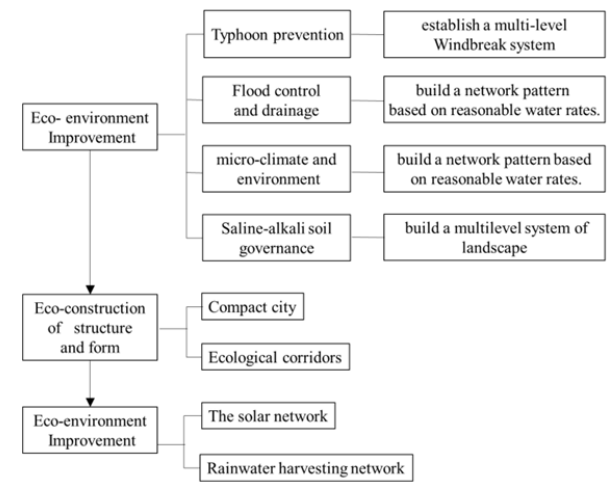 Typhoon prevention
establish a multi-level
Windbreak system
Flood control
and drainage
build a network pattern
based on reasonable water rates.
Eco- environment
Improvement
micro-climate and
environment
build a network pattern based
on reasonable water rates.
Saline-alkali soil
governance
build a multilevel system of
landscape
Eco-construction
of structure
and form
Compact city
Ecological corridors
Eco-environment
Improvement
The solar network
Rainwater harvesting network